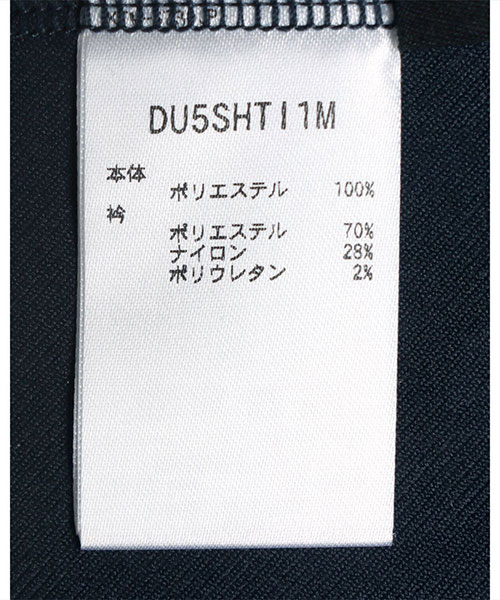 DU5SHTI1M
本体
ポリエステル 100%
衿
ポリエステル 70%
ナイロン 28%
ポリウレタン 2%